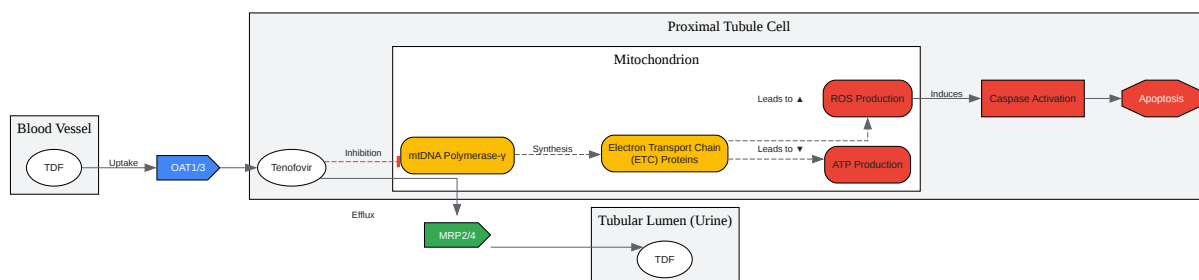 Proximal Tubule Cell
Mitochondrion
Blood Vessel
TDF
Uptake
OAT1/3
Tenofovir
Inhibition
mtDNA Polymerase-γ
Synthesis
Electron Transport Chain
(ETC) Proteins
Leads to ▲
ROS Production
Leads to ▼
ATP Production
Induces
Caspase Activation
Apoptosis
Efflux
MRP2/4
Tubular Lumen (Urine)
TDF